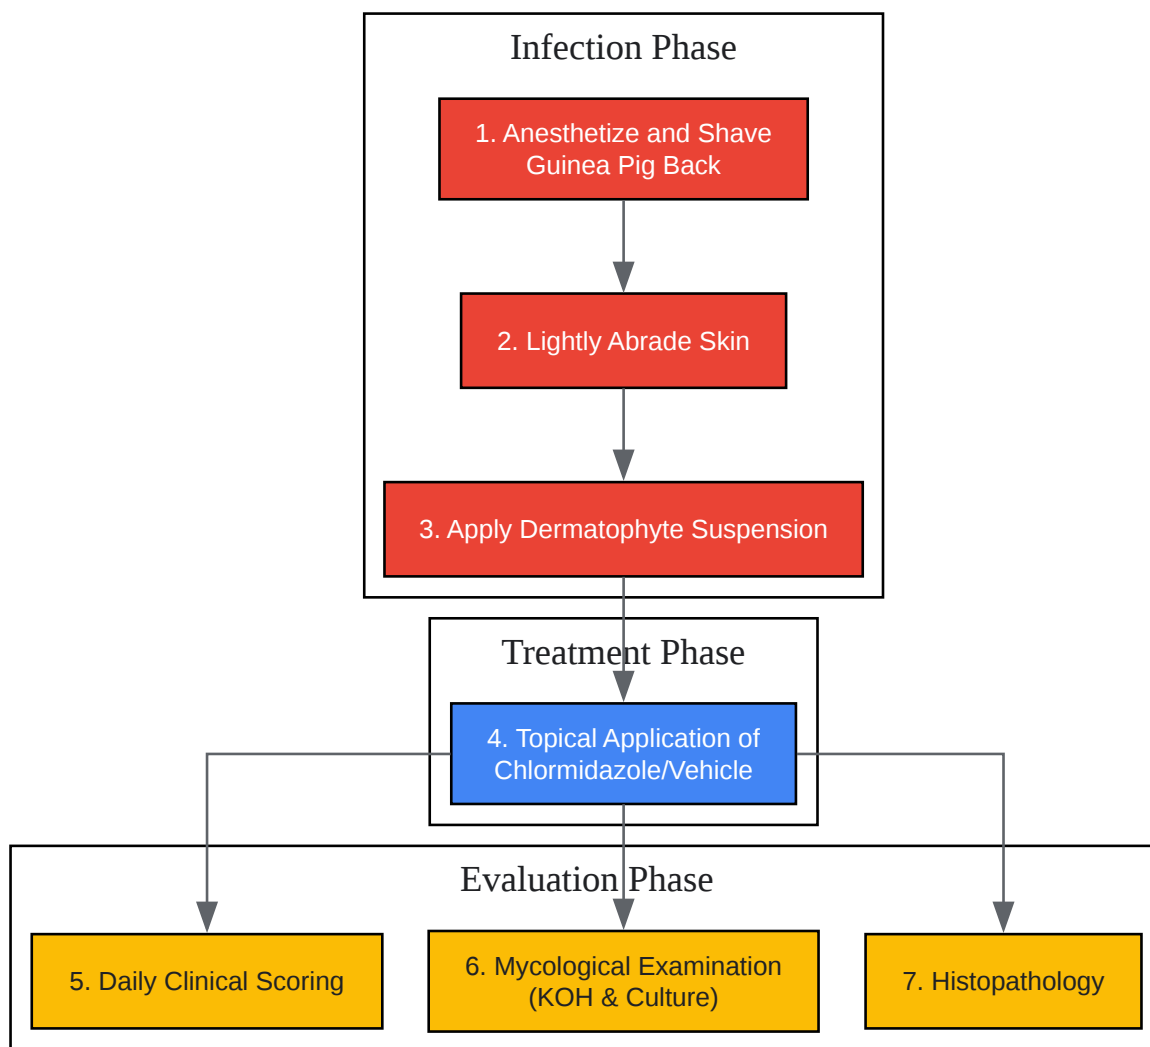 Infection Phase
1. Anesthetize and Shave
Guinea Pig Back
2. Lightly Abrade Skin
3. Apply Dermatophyte Suspension
Treatment Phase
4. Topical Application of
Chlormidazole/Vehicle
Evaluation Phase
5. Daily Clinical Scoring
6. Mycological Examination
(KOH & Culture)
7. Histopathology